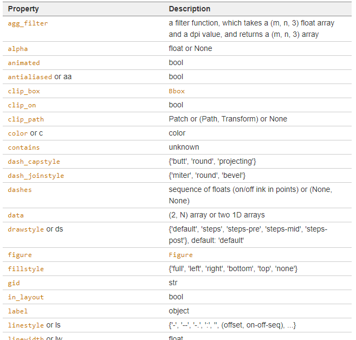 Property Description
agg_filter a filter function, which takes a (m, n, 3) float array
and a dpi value, and returns a (m, n, 3) array
alpha float or None
animated bool
antialiased or aa bool
clip_box Bbox
clip_on bool
clip_path Patch or (Path, Transform) or None
color or c color
contains unknown
dash_capstyle {'butt', 'round', 'projecting'}
dash_joinstyle {'miter', 'round', 'bevel'}
dashes sequence of floats (on/off ink in points) or (None,
None)
data (2, N) array or two 1D arrays
drawstyle or ds {'default', 'steps', 'steps-pre', 'steps-mid', 'steps-
post'}, default: 'default'
figure Figure
fillstyle {'full', 'left', 'right', 'bottom', 'top', 'none'}
gid str
in_layout bool
label object
linestyle or ls {'-', '--', '-.', ':', '', (offset, on-off-seq), ...}
linewidth or lw float